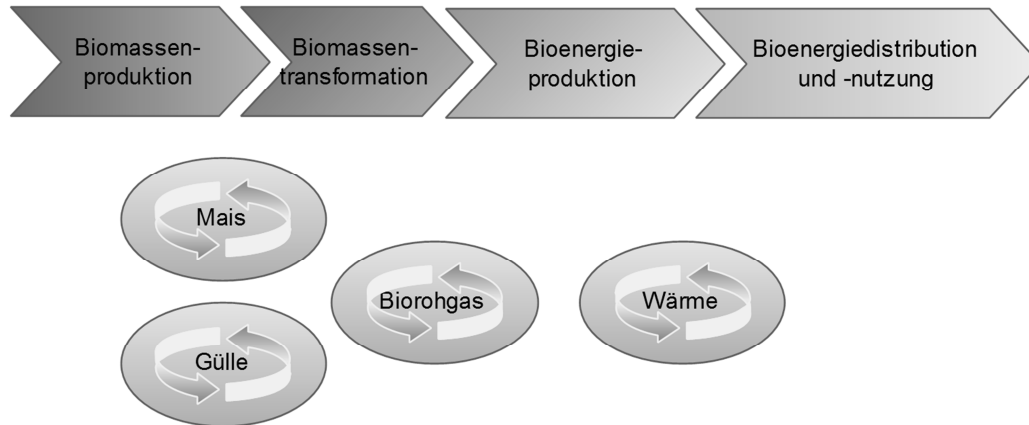 Biomassen-
produktion
Biomassen-
transformation
Bioenergie-
produktion
Bioenergiedistribution
und -nutzung
Mais
Biorohgas
Wärme
Gülle